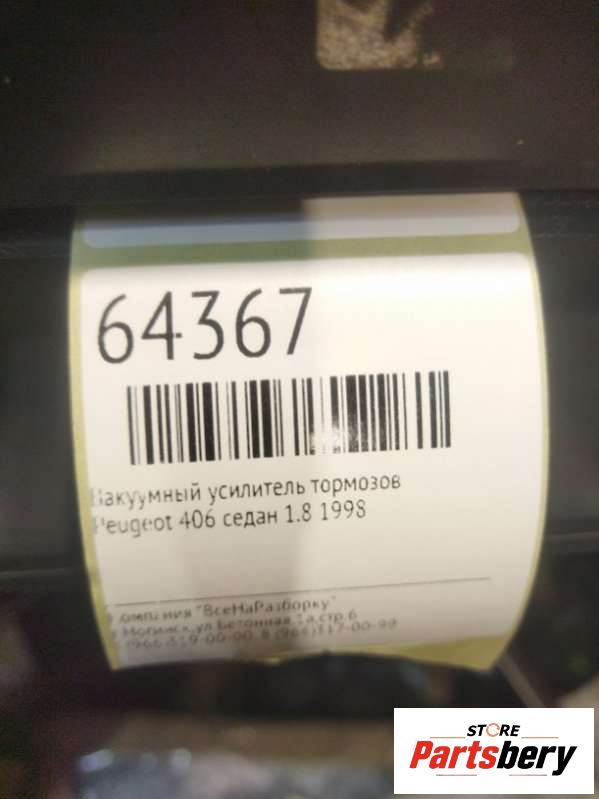 64367
Вакуумный усилитель тормозов
Peugeot 406 седан 1.8 1998
Компания "ВсеНаРазборку"
Ногинск, ул Бетонная 1а, стр.6
STORE
Partsbery